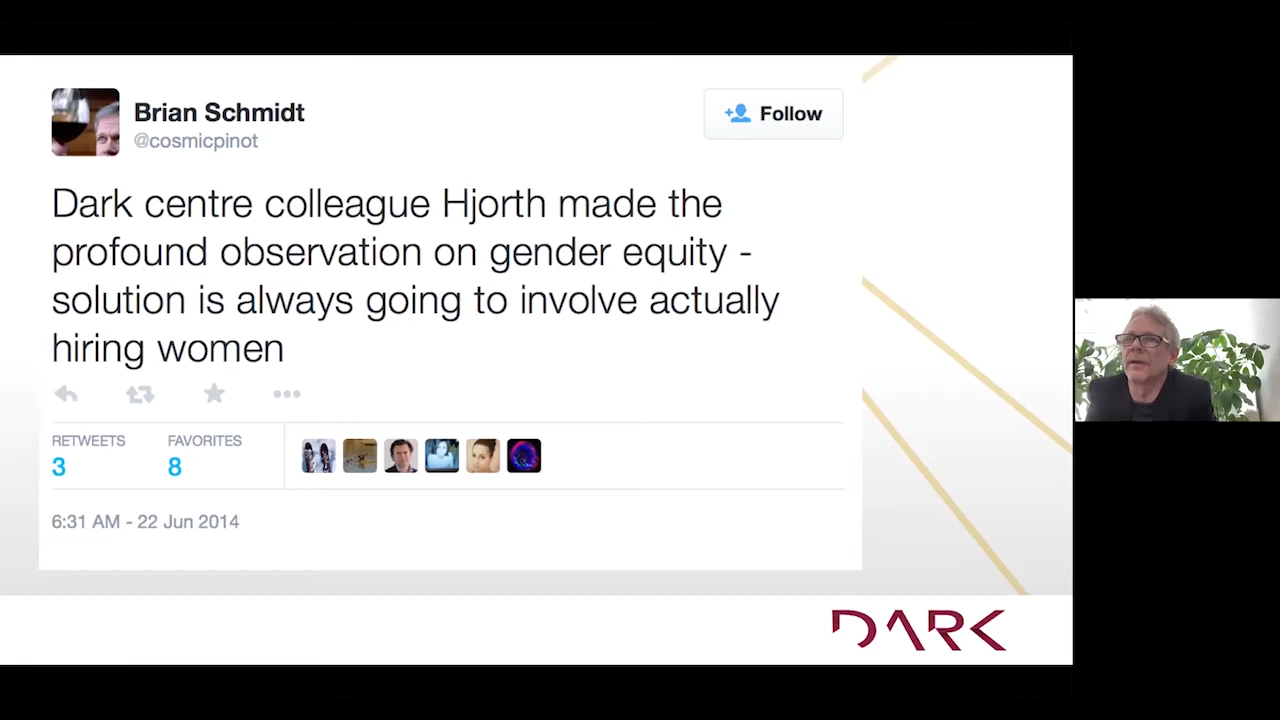 Brian Schmidt
@cosmicpinot
Follow
Dark centre colleague Hjorth made the
profound observation on gender equity -
solution is always going to involve actually
hiring women
RETWEETS
FAVORITES
3
8
6:31 AM - 22 Jun 2014
DARK